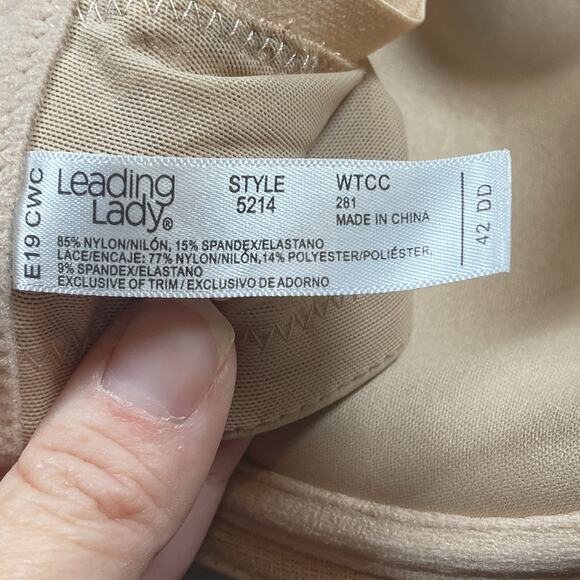 E19 CWC
Leading
Lady®
STYLE
5214
WTCC
281
MADE IN CHINA
85% NYLON/NILÓN, 15% SPANDEX/ELASTANO
LACE/ENCAJE: 77% NYLON/NILÓN,14% POLYESTER/POLIÉSTER,
9% SPANDEX/ELASTANO
EXCLUSIVE OF TRIM / EXCLUSIVO DE ADORNO
42 DD